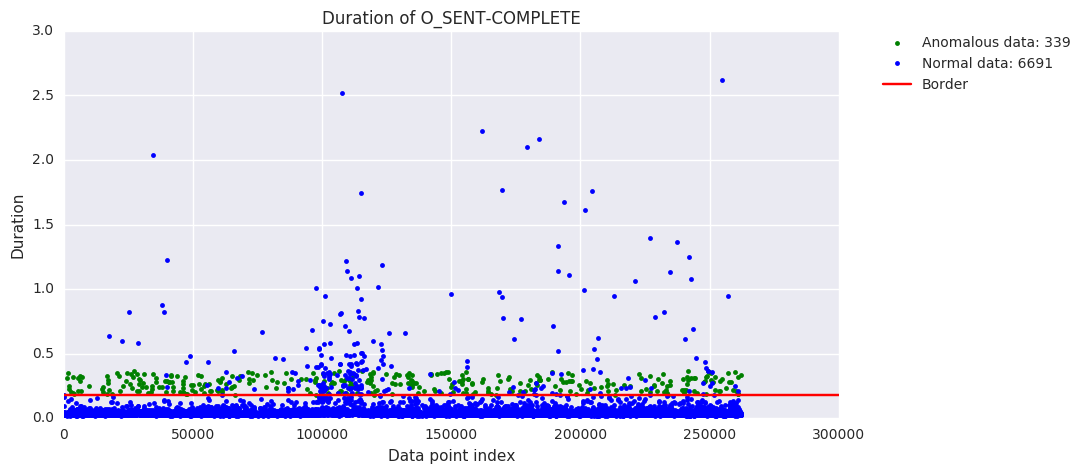 Duration of O_SENT-COMPLETE
3.0
2.5
2.0
1.5
1.0
0.5
0.0
Duration
0 50000 100000 150000 200000 250000 300000
Data point index
Anomalous data: 339
Normal data: 6691
Border